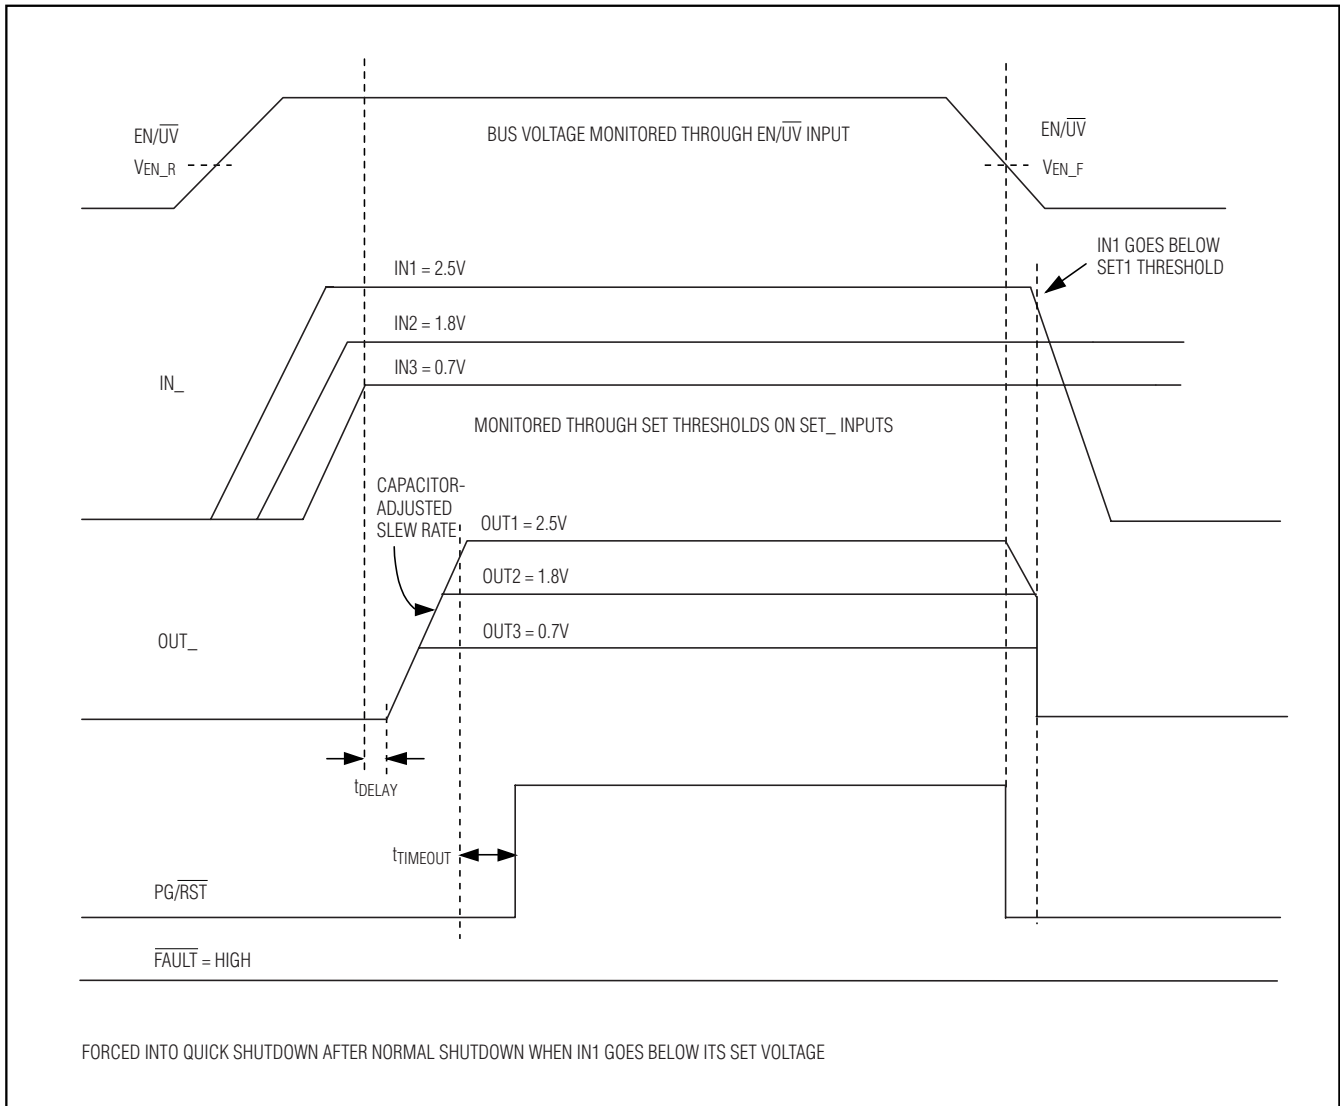 EN/UV
VEN_R
BUS VOLTAGE MONITORED THROUGH EN/UV INPUT
EN/UV
VEN_F
IN1 GOES BELOW
SET1 THRESHOLD
IN1 = 2.5V
IN2 = 1.8V
IN3 = 0.7V
IN_
MONITORED THROUGH SET THRESHOLDS ON SET_ INPUTS
CAPACITOR-
ADJUSTED
SLEW RATE
OUT1 = 2.5V
OUT2 = 1.8V
OUT3 = 0.7V
OUT_
tDELAY
tTIMEOUT
PG/RST
FAULT = HIGH
FORCED INTO QUICK SHUTDOWN AFTER NORMAL SHUTDOWN WHEN IN1 GOES BELOW ITS SET VOLTAGE